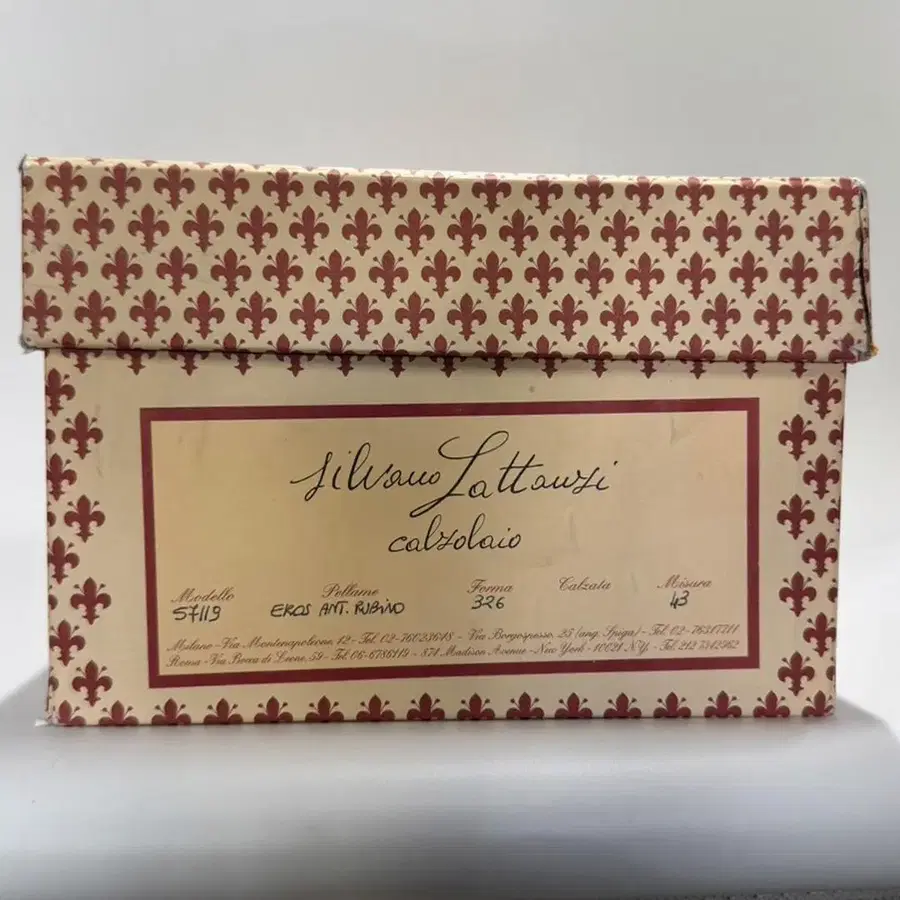 Silvano Lattanzi
calzolaio
Modello Pellame Forma Calzata Misura
57119 EROS ANT. RUBINO 326 43
Milano - Via Montenapoleone, 12 - Tel. 02-76023648 - Via Borgospesso, 25 (ang. Spiga) - Tel. 02-76317711
Roma - Via Bocca di Leone, 59 - Tel. 06-6786119 - 871 Madison Avenue - New York - 10021 N.Y. - Tel. 212 7342962